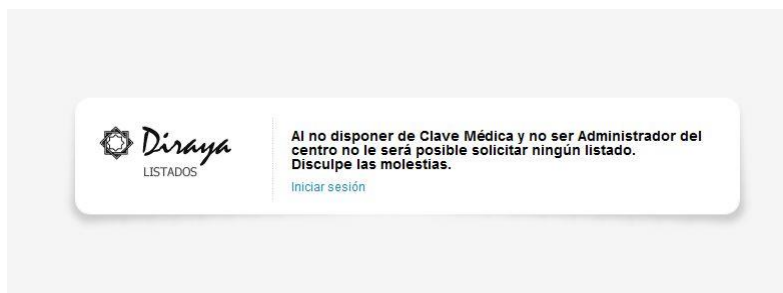 Diraya
LISTADOS
Al no disponer de Clave Médica y no ser Administrador del
centro no le será posible solicitar ningún listado.
Disculpe las molestias.
Iniciar sesión